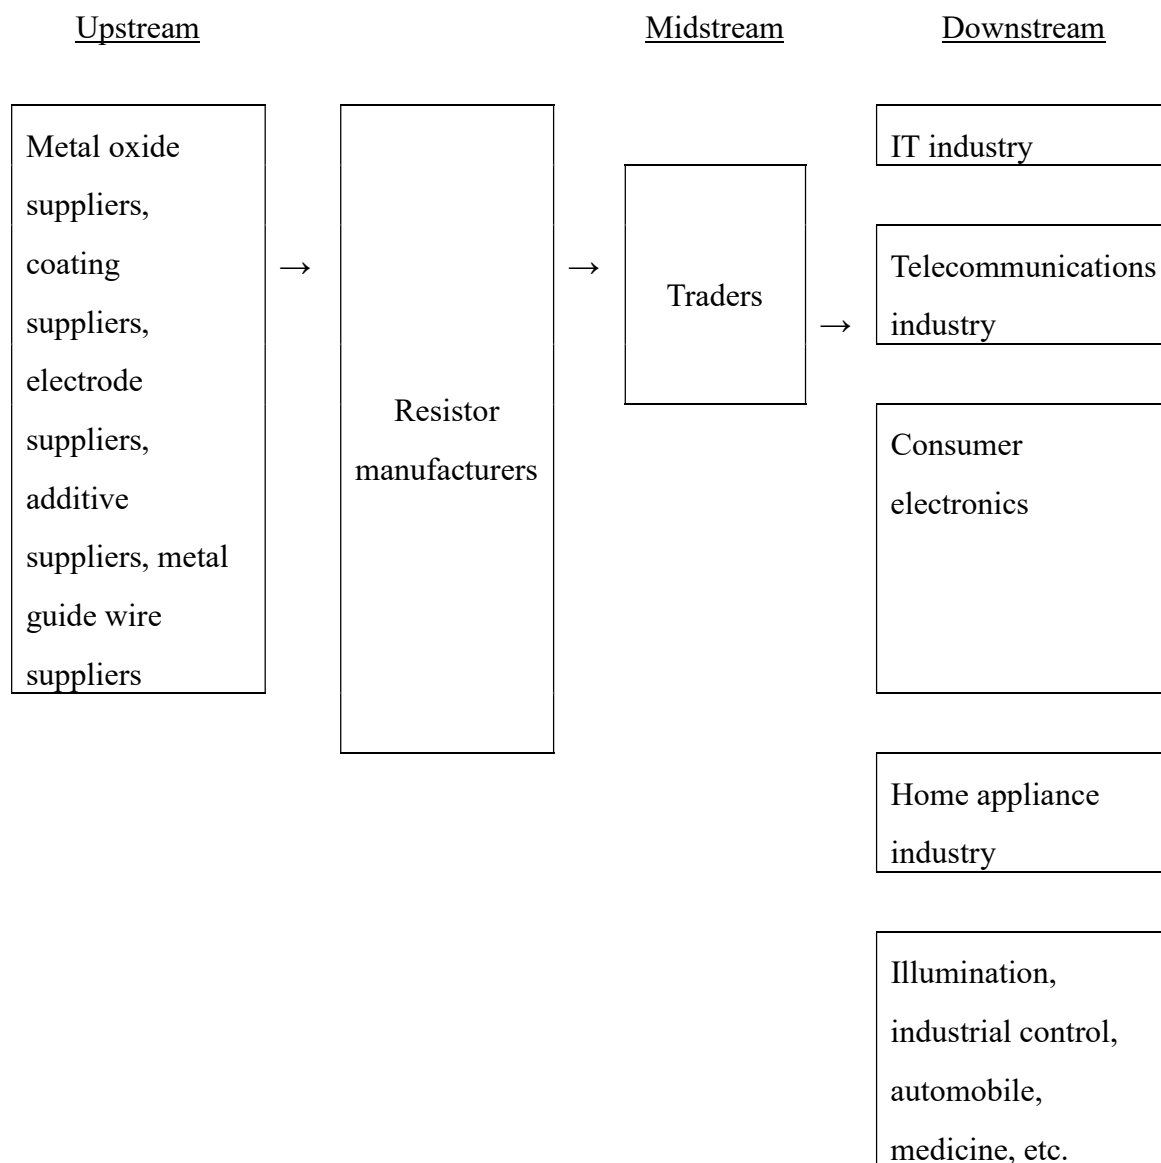 Upstream
Midstream
Downstream
Metal oxide
suppliers,
coating
suppliers,
electrode
suppliers,
additive
suppliers, metal
guide wire
suppliers
→
Resistor
manufacturers
→
Traders
→
IT industry
Telecommunications
industry
Consumer
electronics
Home appliance
industry
Illumination,
industrial control,
automobile,
medicine, etc.